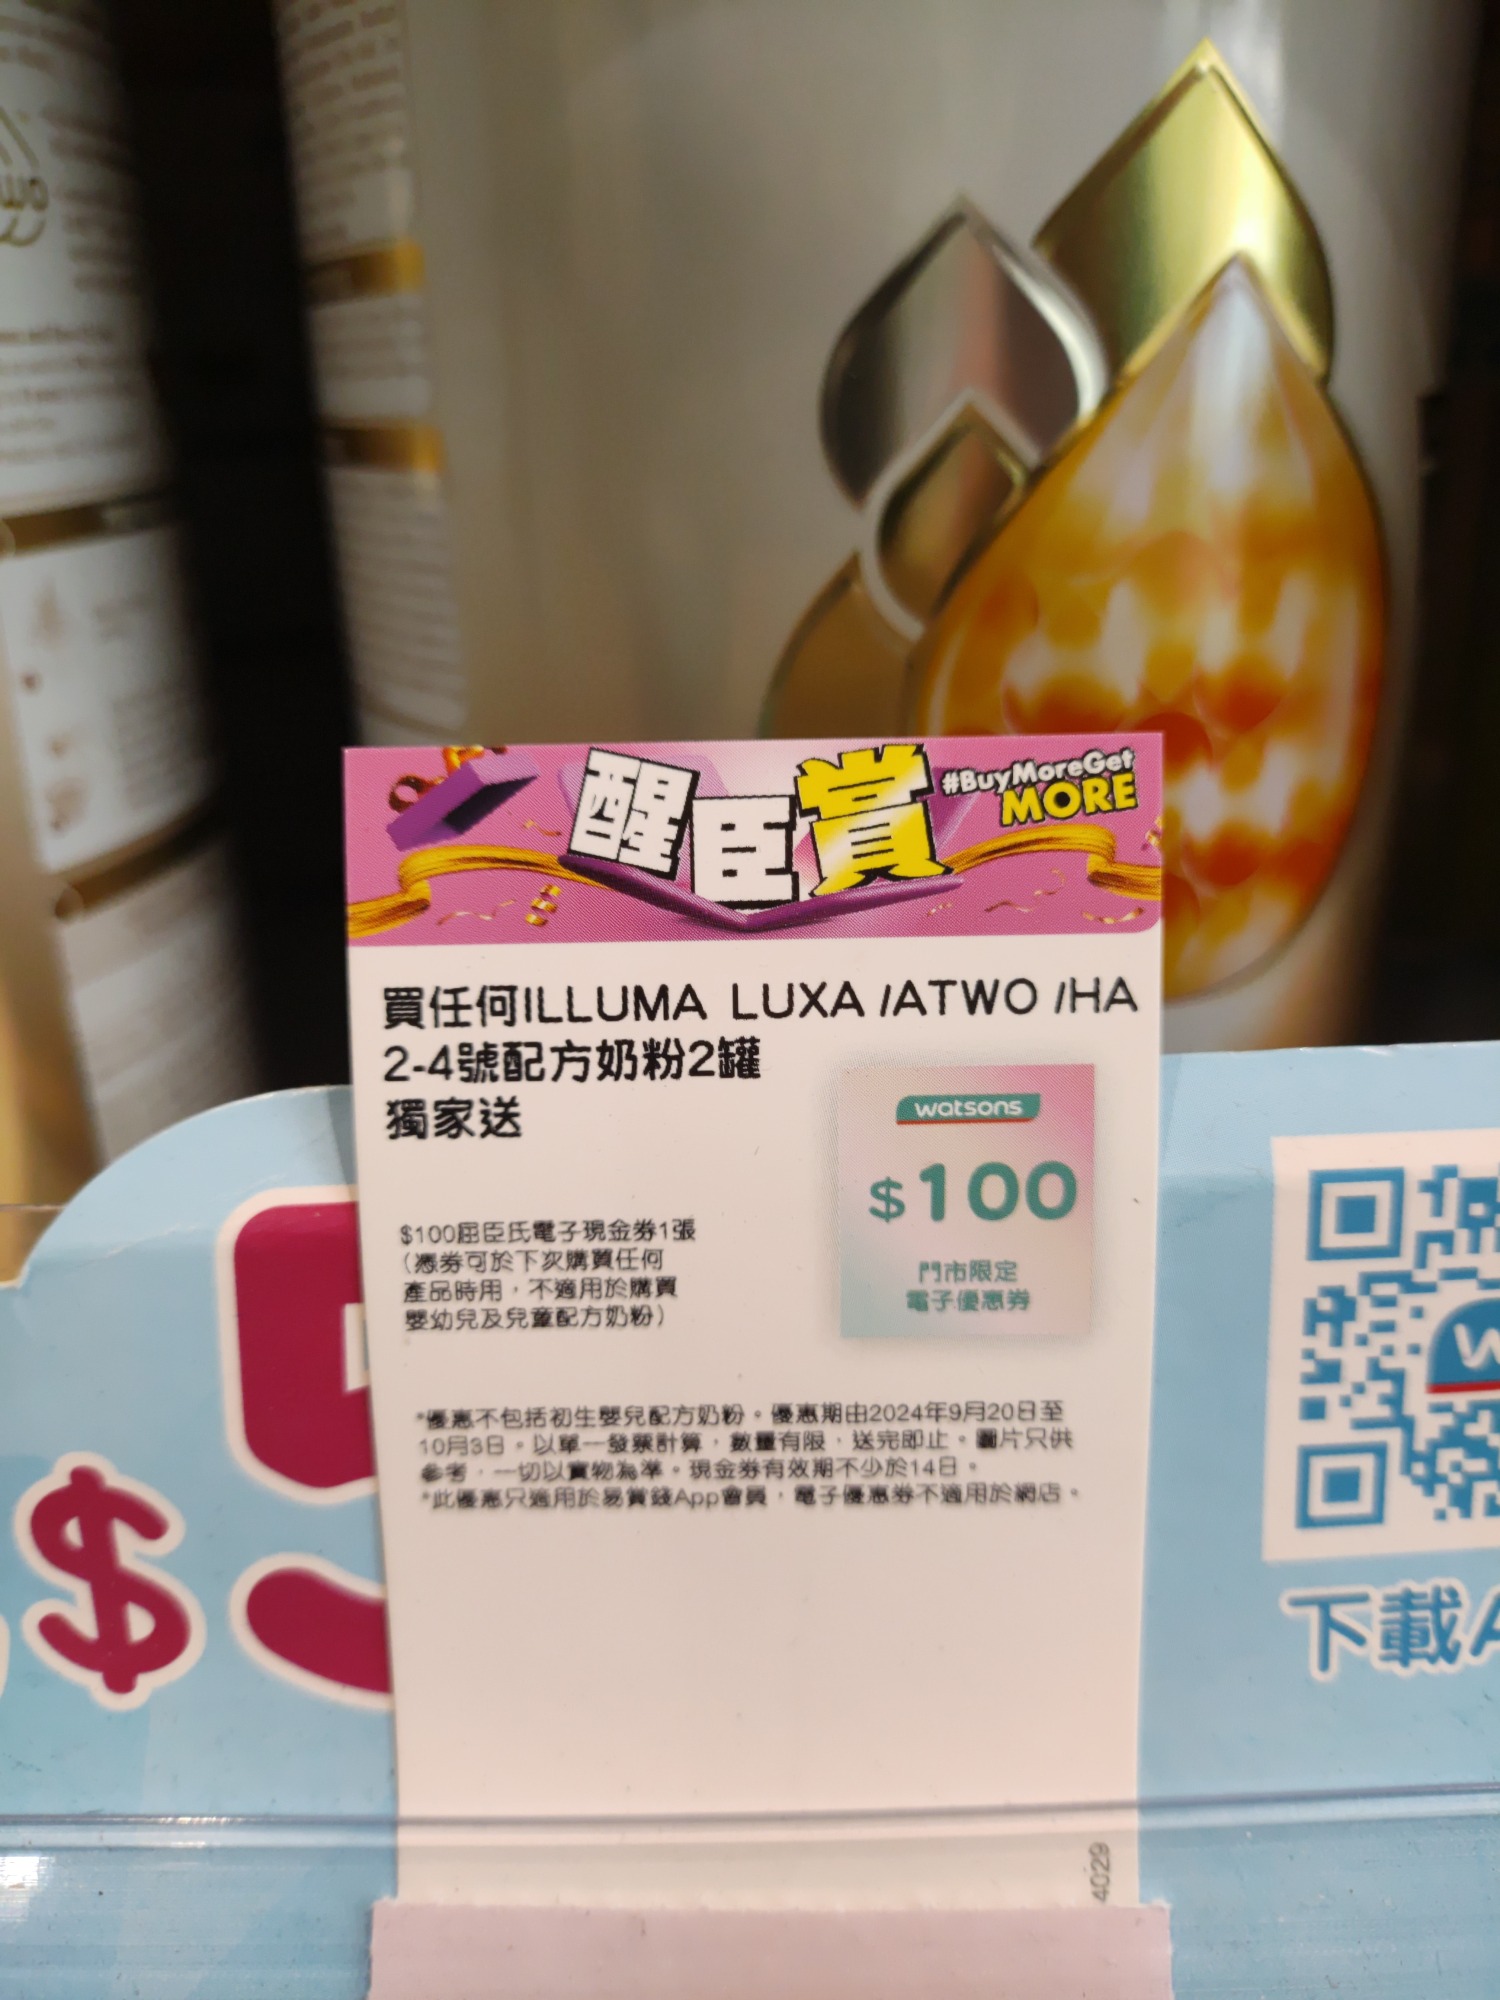 醒臣賞
#BuyMoreGet
MORE
買任何ILLUMA LUXA /ATWO /HA
2-4號配方奶粉2罐
獨家送
watsons
$100
門市限定
電子優惠券
$100屈臣氏電子現金券1張
(憑券可於下次購買任何
產品時用，不適用於購買
嬰幼兒及兒童配方奶粉)
*優惠不包括初生嬰兒配方奶粉。優惠期由2024年9月20日至
10月3日。以單一發票計算，數量有限，送完即止。圖片只供
參考，一切以實物為準。現金券有效期不少於14日。
*此優惠只適用於易賞錢App會員，電子優惠券不適用於網店。
$
下載A
4029